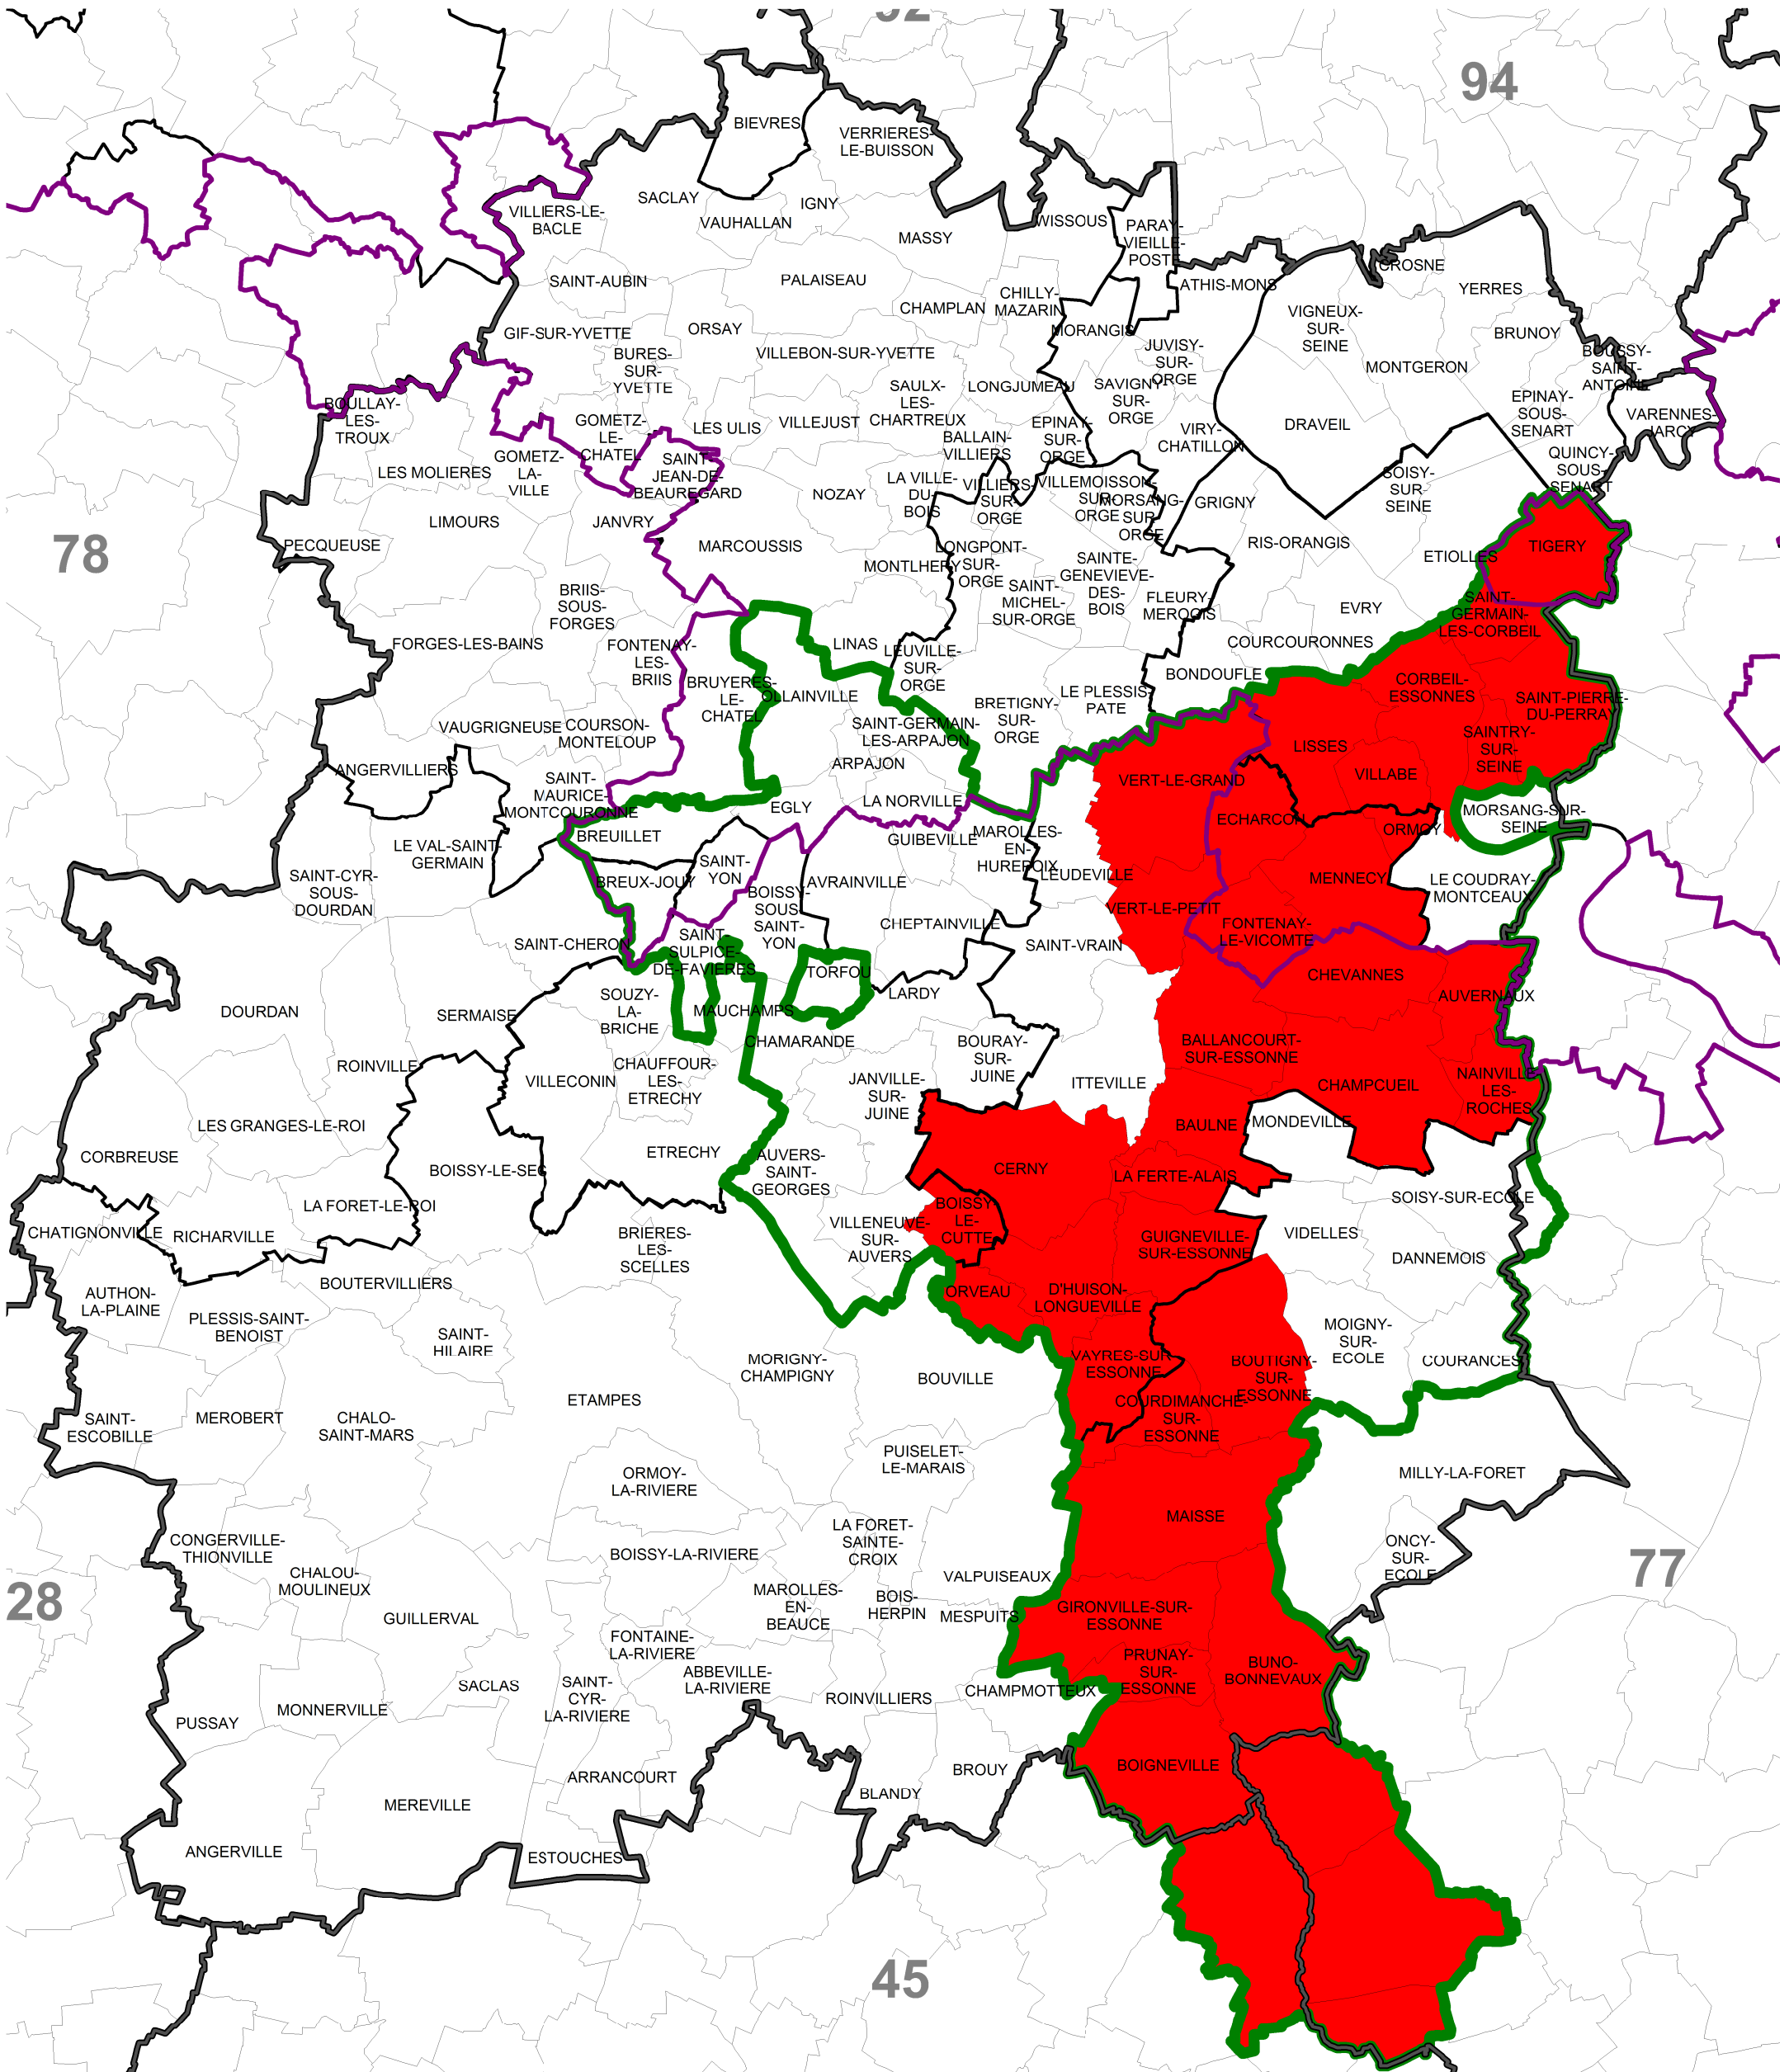 94
BIEVRES
VERRIERES-
LE-BUISSON
SACLAY
IGNY
VILLIERS-LE-
BACLE
VAUHALLAN
MASSY
WISSOUS
PARAY-
VIEILLE-
POSTE
CROSNE
SAINT-AUBIN
PALAISEAU
ATHIS-MONS
YERRES
CHAMPLAN
CHILLY-
MAZARIN
VIGNEUX-
SUR-
SEINE
GIF-SUR-YVETTE
ORSAY
MORANGIS
BRUNOY
BURES-
SUR-
YVETTE
VILLEBON-SUR-YVETTE
JUVISY-
SUR-
ORGE
MONTGERON
BOUSSY-
SAINT-
ANTOINE
SAULX-
LES-
CHARTREUX
LONGJUMEAU
SAVIGNY-
SUR-
ORGE
EPINAY-
SOUS-
SENART
VARENNES-
JARCY
BOULLAY-
LES-
TROUX
GOMETZ-
LE-
CHATEL
LES ULIS
VILLEJUST
EPINAY-
SUR-
ORGE
VIRY-
CHATILLON
DRAVEIL
BALLAIN-
VILLIERS
LES MOLIERES
GOMETZ-
LA-
VILLE
SAINT-
JEAN-DE-
BEAUREGARD
QUINCY-
SOUS-
SENART
NOZAY
LA VILLE-
DU-
BOIS
VILLIERS-
SUR-
ORGE
VILLEMOISSON-
SUR-
ORGE
MORSANG-
SUR-
ORGE
GRIGNY
SOISY-
SUR-
SEINE
LIMOURS
JANVRY
78
PECQUEUSE
MARCOUSSIS
MONTLHERY
LONGPONT-
SUR-
ORGE
SAINTE-
GENEVIEVE-
DES-
BOIS
RIS-ORANGIS
ETIOLLES
TIGERY
BRIIS-
SOUS-
FORGES
SAINT-
MICHEL-
SUR-ORGE
FLEURY-
MEROGIS
EVRY
SAINT-
GERMAIN-
LES-CORBEIL
FORGES-LES-BAINS
FONTENAY-
LES-
BRIIS
LINAS
LEUVILLE-
SUR-
ORGE
COURCOURONNES
BONDOUFLE
BRUYERES-
LE-
CHATEL
OLLAINVILLE
LE PLESSIS-
PATE
CORBEIL-
ESSONNES
SAINT-PIERRE-
DU-PERRAY
VAUGRIGNEUSE
COURSON-
MONTELOUP
SAINT-GERMAIN-
LES-ARPAJON
BRETIGNY-
SUR-
ORGE
LISSES
SAINTRY-
SUR-
SEINE
ANGERVILLIERS
ARPAJON
VERT-LE-GRAND
VILLABE
SAINT-
MAURICE-
MONTCOURONNE
EGLY
LA NORVILLE
ECHARCON
ORMOY
MORSANG-SUR-
SEINE
BREUILLET
GUIBEVILLE
MAROLLES-
EN-
HUREPOIX
LE VAL-SAINT-
GERMAIN
SAINT-CYR-
SOUS-
DOURDAN
BREUX-JOUY
SAINT-
YON
AVRAINVILLE
LEUDEVILLE
MENNECY
LE COUDRAY-
MONTCEAUX
BOISSY-
SOUS-
SAINT-
YON
CHEPTAINVILLE
VERT-LE-PETIT
FONTENAY-
LE-VICOMTE
SAINT-CHERON
SAINT-
SULPICE-
DE-FAVIERES
SAINT-VRAIN
TORFOU
CHEVANNES
LARDY
AUVERNAUX
DOURDAN
SERMAISE
SOUZY-
LA-
BRICHE
MAUCHAMPS
CHAMARANDE
BOURAY-
SUR-
JUINE
BALLANCOURT-
SUR-ESSONNE
ROINVILLE
VILLECONIN
CHAUFFOUR-
LES-
ETRECHY
JANVILLE-
SUR-
JUINE
ITTEVILLE
CHAMPCUEIL
NAINVILLE-
LES-
ROCHES
LES GRANGES-LE-ROI
BAULNE
MONDEVILLE
CORBREUSE
BOISSY-LE-SEC
ETRECHY
AUVERS-
SAINT-
GEORGES
CERNY
LA FERTE-ALAIS
SOISY-SUR-ECOLE
LA FORET-LE-ROI
CHATIGNONVILLE
RICHARVILLE
BRIERES-
LES-
SCELLES
VILLENEUVE-
SUR-
AUVERS
BOISSY-
LE-
CUTTE
GUIGNEVILLE-
SUR-ESSONNE
VIDELLES
DANNEMOIS
AUTHON-
LA-PLAINE
BOUTERVILLIERS
ORVEAU
D'HUISON-
LONGUEVILLE
PLESSIS-SAINT-
BENOIST
SAINT-
HILAIRE
MOIGNY-
SUR-
ECOLE
COURANCES
MORIGNY-
CHAMPIGNY
BOUVILLE
VAYRES-SUR-
ESSONNE
BOUTIGNY-
SUR-
ESSONNE
ETAMPES
SAINT-
ESCOBILLE
MEROBERT
CHALO-
SAINT-MARS
COURDIMANCHE-
SUR-
ESSONNE
PUISELET-
LE-MARAIS
ORMOY-
LA-RIVIERE
MILLY-LA-FORET
MAISSE
CONGERVILLE-
THIONVILLE
LA FORET-
SAINTE-
CROIX
ONCY-
SUR-
ECOLE
77
BOISSY-LA-RIVIERE
CHALOU-
MOULINEUX
VALPUISEAUX
28
MAROLLES-
EN-
BEAUCE
BOIS-
HERPIN
MESPUITS
GIRONVILLE-SUR-
ESSONNE
GUILLERVAL
FONTAINE-
LA-RIVIERE
PRUNAY-
SUR-
ESSONNE
BUNO-
BONNEVAUX
SACLAS
SAINT-
CYR-
LA-RIVIERE
ABBEVILLE-
LA-RIVIERE
ROINVILLIERS
CHAMPMOTTEUX
PUSSAY
MONNERVILLE
BROUY
BOIGNEVILLE
ARRANCOURT
BLANDY
MEREVILLE
ANGERVILLE
ESTOUCHES
45